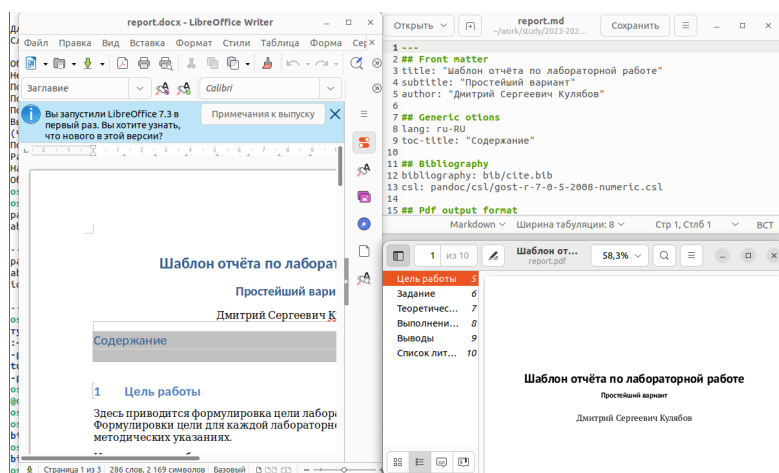 report.docx - LibreOffice Writer
Файл Правка Вид Вставка Формат Стили Таблица Форма
Заглавие
Calibri
Вы запустили LibreOffice 7.3 в
первый раз. Вы хотите узнать,
что нового в этой версии?
Примечания к выпуску
Шаблон отчёта по лаборат
Простейший вари
Дмитрий Сергеевич К
Содержание
1 Цель работы
Здесь приводится формулировка цели лабора
Формулировки цели для каждой лабораторно
методических указаниях.
Страница 1 из 3 286 слов, 2 169 символов Базовый
Открыть
report.md
~/work/study/2023-202...
Сохранить
1 ---
2 ## Front matter
3 title: "Шаблон отчёта по лабораторной работе"
4 subtitle: "Простейший вариант"
5 author: "Дмитрий Сергеевич Кулябов"
6
7 ## Generic otions
8 lang: ru-RU
9 toc-title: "Содержание"
10
11 ## Bibliography
12 bibliography: bib/cite.bib
13 csl: pandoc/csl/gost-r-7-0-5-2008-numeric.csl
14
15 ## Pdf output format
Markdown Ширина табуляции: 8 Стр 1, Стлб 1 ВСТ
1 из 10
Шаблон от...
report.pdf
58,3%
Цель работы 5
Задание 6
Теоретичес... 7
Выполнени... 8
Выводы 9
Список лит... 10
Шаблон отчёта по лабораторной работе
Простейший вариант
Дмитрий Сергеевич Кулябов